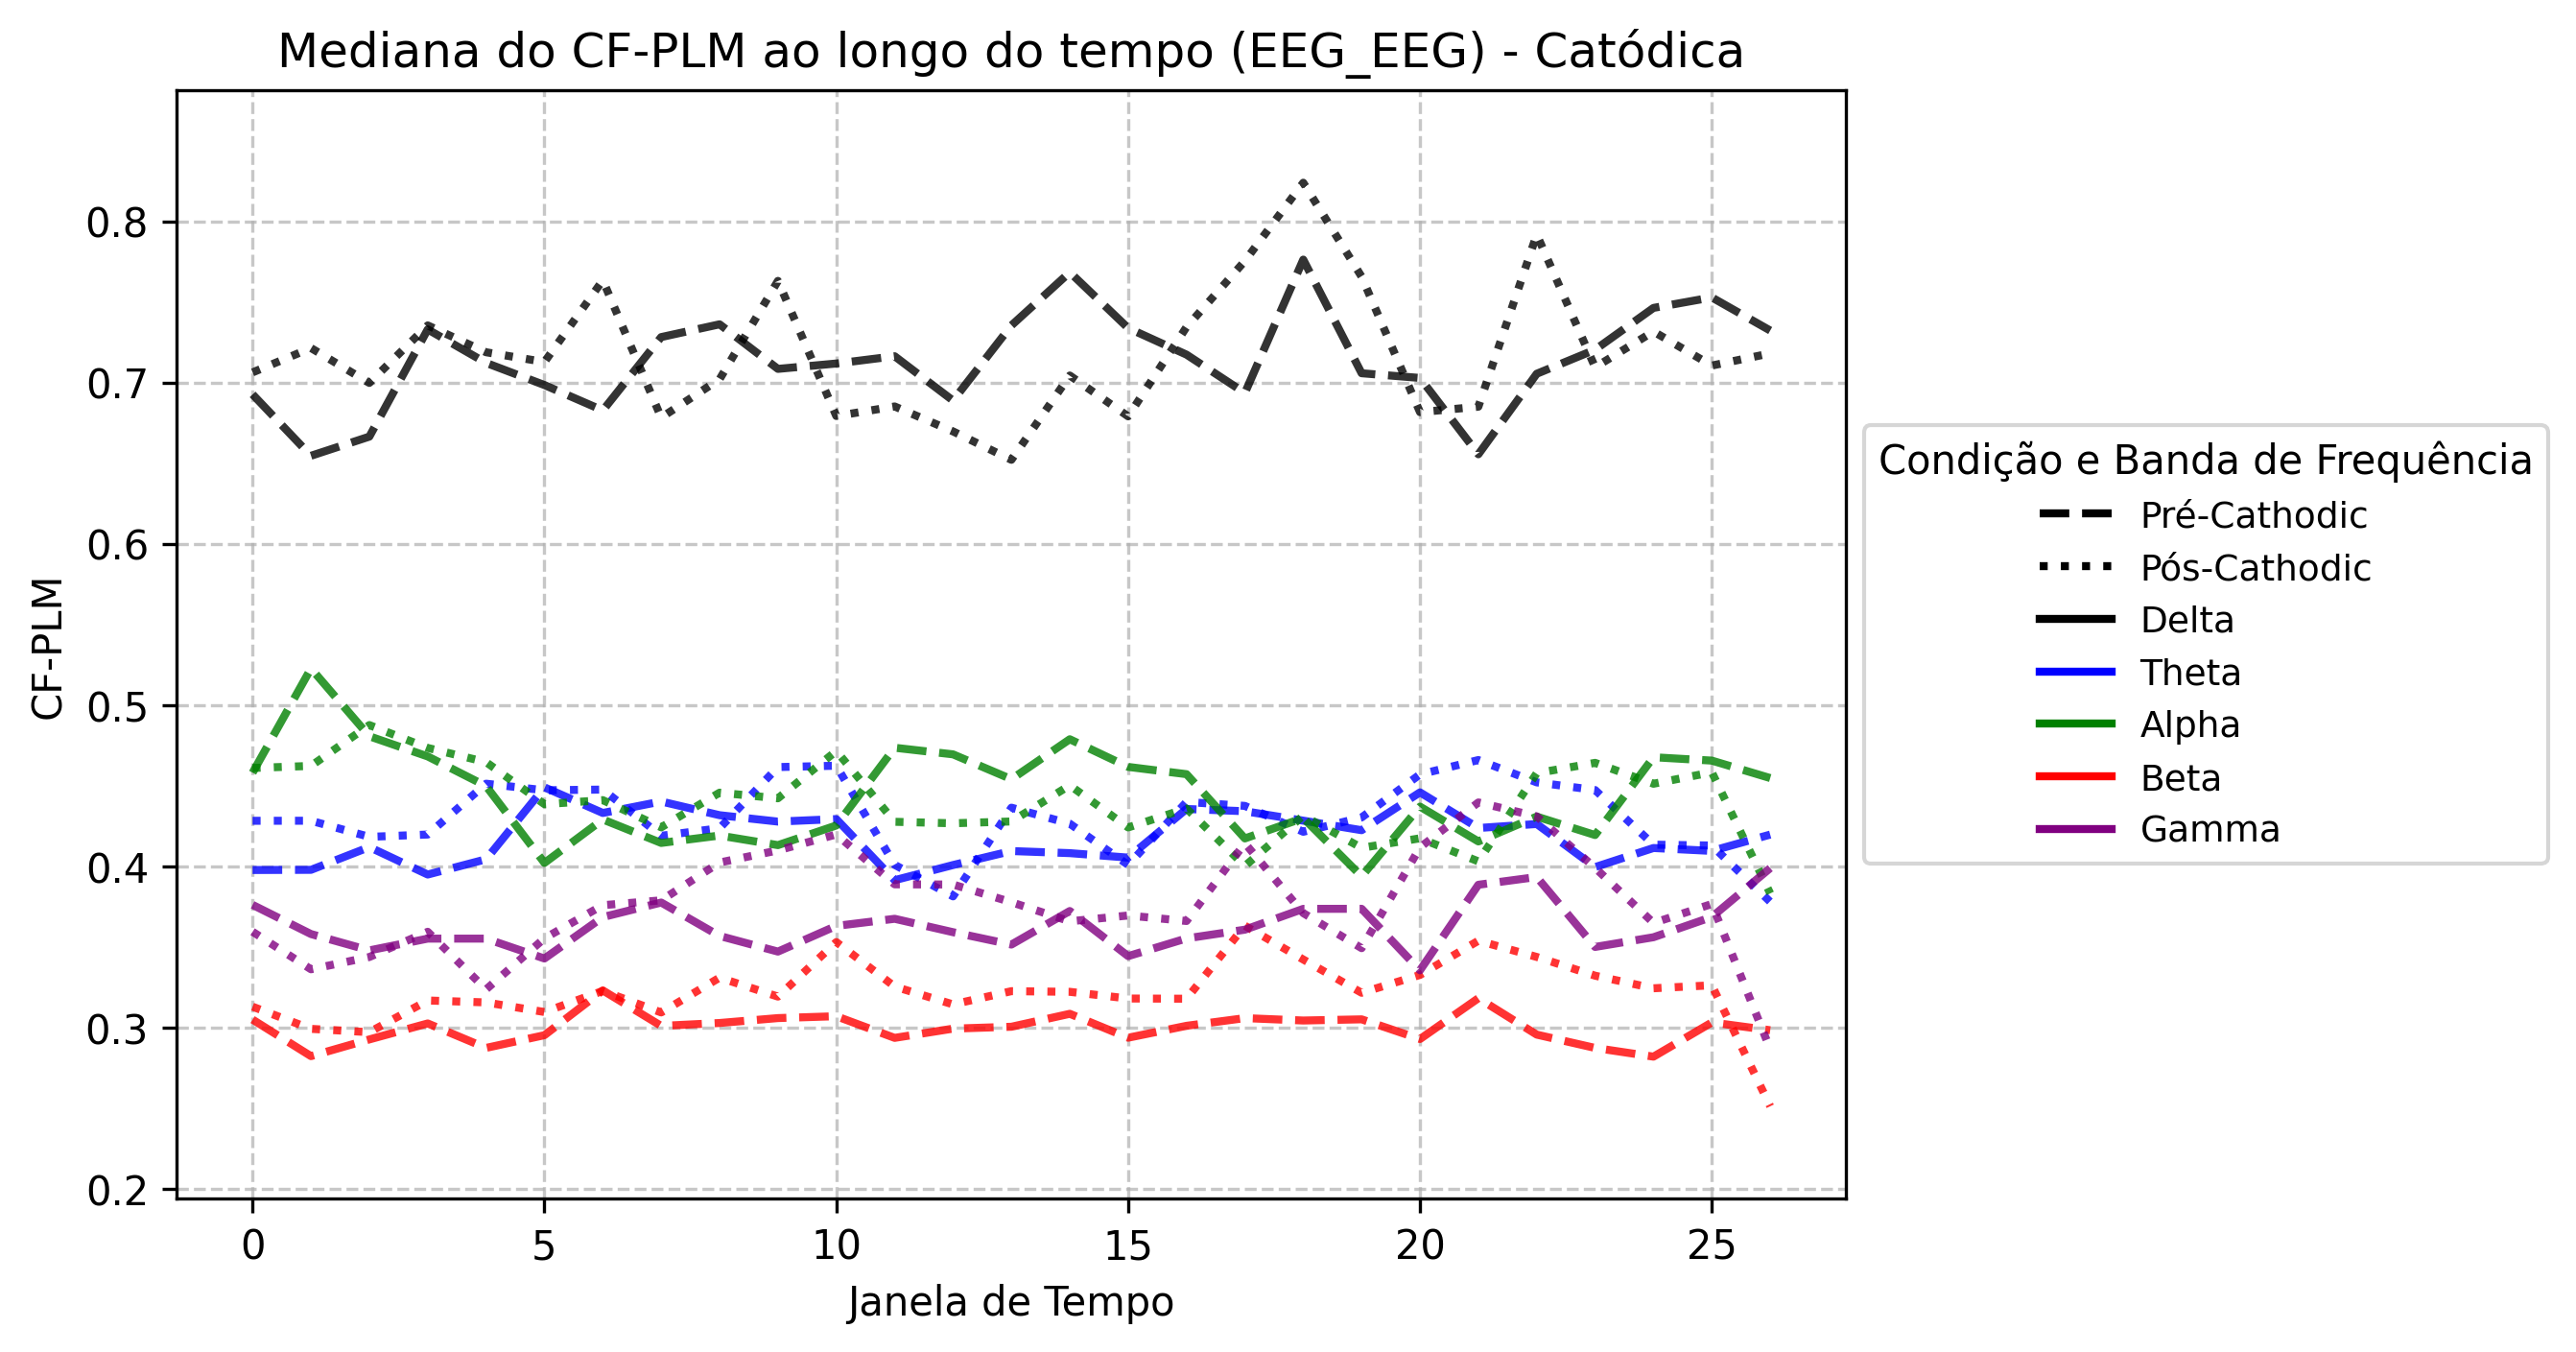 Mediana do CF-PLM ao longo do tempo (EEG_EEG) - Catódica
CF-PLM
0.8
0.7
0.6
0.5
0.4
0.3
0.2
0 5 10 15 20 25
Janela de Tempo
Condição e Banda de Frequência
Pré-Cathodic
Pós-Cathodic
Delta
Theta
Alpha
Beta
Gamma